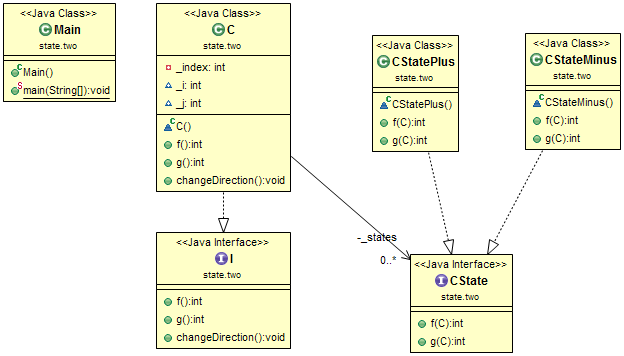 <<Java Class>>
Main
state.two
Main()
main(String[]):void
<<Java Class>>
C
state.two
_index: int
_i: int
_j: int
C()
f():int
g():int
changeDirection():void
<<Java Class>>
CStatePlus
state.two
CStatePlus()
f(C):int
g(C):int
<<Java Class>>
CStateMinus
state.two
CStateMinus()
f(C):int
g(C):int
-_states
0..*
<<Java Interface>>
I
state.two
f():int
g():int
changeDirection():void
<<Java Interface>>
CState
state.two
f(C):int
g(C):int